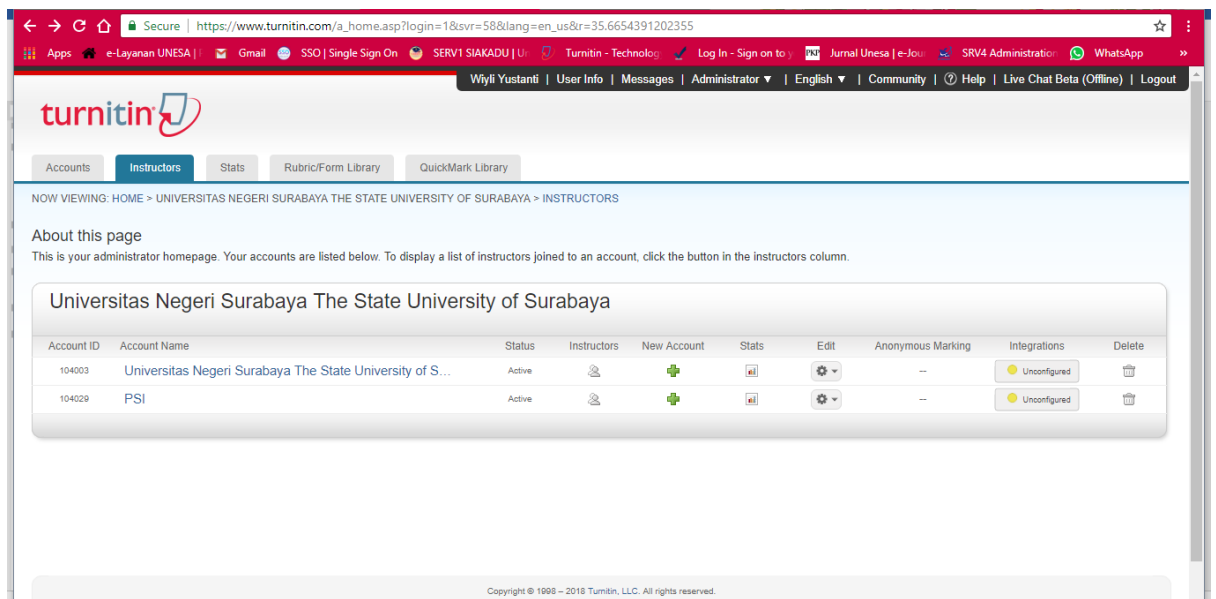 Secure | https://www.turnitin.com/a_home.asp?login=1&svr=58&lang=en_us&r=35.6654391202355
Apps e-Layanan UNESA | Gmail SSO | Single Sign On SERV1 SIAKADU | Turnitin - Technolog Log In - Sign on to y PKP Jurnal Unesa | e-Jou SRV4 Administration WhatsApp »
Wiyli Yustanti | User Info | Messages | Administrator ▼ | English ▼ | Community | ? Help | Live Chat Beta (Offline) | Logout
turnitin
Accounts Instructors Stats Rubric/Form Library QuickMark Library
NOW VIEWING: HOME > UNIVERSITAS NEGERI SURABAYA THE STATE UNIVERSITY OF SURABAYA > INSTRUCTORS
About this page
This is your administrator homepage. Your accounts are listed below. To display a list of instructors joined to an account, click the button in the instructors column.
Universitas Negeri Surabaya The State University of Surabaya
Account ID Account Name Status Instructors New Account Stats Edit Anonymous Marking Integrations Delete
104003 Universitas Negeri Surabaya The State University of S... Active -- Unconfigured
104029 PSI Active -- Unconfigured
Copyright © 1998 – 2018 Turnitin, LLC. All rights reserved.